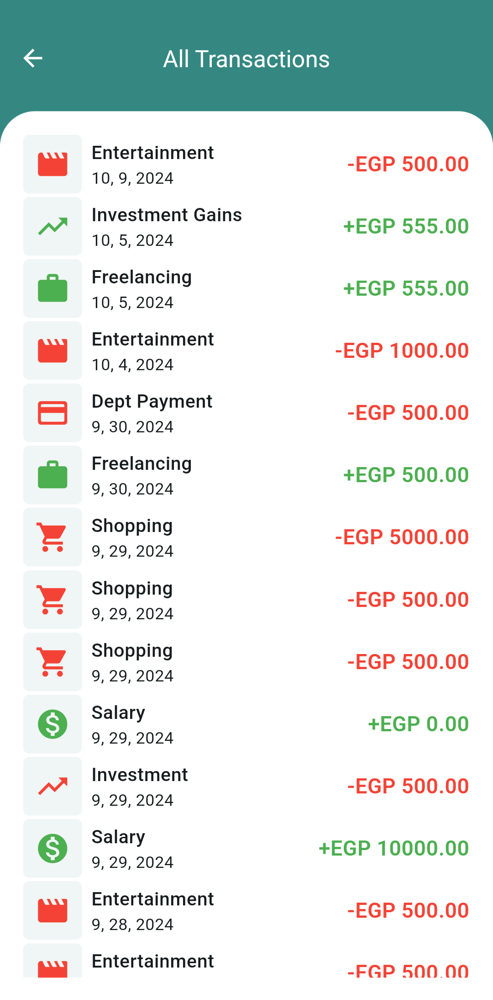 All Transactions
Entertainment
10, 9, 2024
-EGP 500.00
Investment Gains
10, 5, 2024
+EGP 555.00
Freelancing
10, 5, 2024
+EGP 555.00
Entertainment
10, 4, 2024
-EGP 1000.00
Dept Payment
9, 30, 2024
-EGP 500.00
Freelancing
9, 30, 2024
+EGP 500.00
Shopping
9, 29, 2024
-EGP 5000.00
Shopping
9, 29, 2024
-EGP 500.00
Shopping
9, 29, 2024
-EGP 500.00
Salary
9, 29, 2024
+EGP 0.00
Investment
9, 29, 2024
-EGP 500.00
Salary
9, 29, 2024
+EGP 10000.00
Entertainment
9, 28, 2024
-EGP 500.00
Entertainment
-EGP 500.00